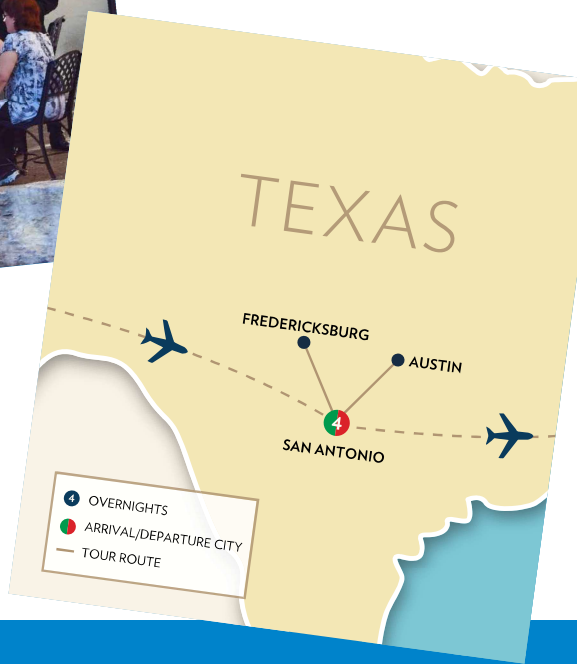 TEXAS
FREDERICKSBURG
AUSTIN
4
SAN ANTONIO
4 OVERNIGHTS
ARRIVAL/DEPARTURE CITY
TOUR ROUTE